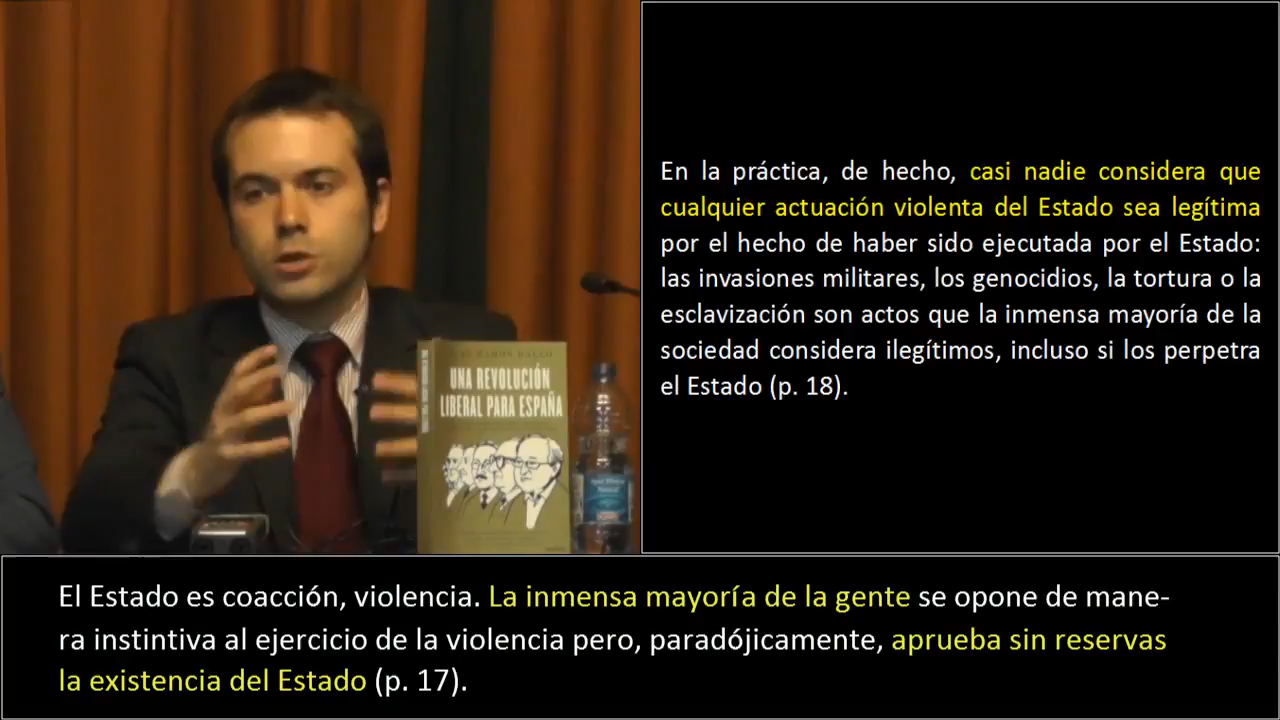 JUAN RAMÓN RALLO
UNA REVOLUCIÓN
LIBERAL PARA ESPAÑA
En la práctica, de hecho, casi nadie considera que
cualquier actuación violenta del Estado sea legítima
por el hecho de haber sido ejecutada por el Estado:
las invasiones militares, los genocidios, la tortura o la
esclavización son actos que la inmensa mayoría de la
sociedad considera ilegítimos, incluso si los perpetra
el Estado (p. 18).
El Estado es coacción, violencia. La inmensa mayoría de la gente se opone de mane-
ra instintiva al ejercicio de la violencia pero, paradójicamente, aprueba sin reservas
la existencia del Estado (p. 17).